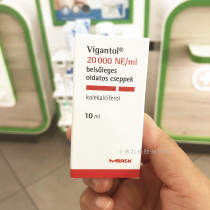 Vigantol®
20 000 NE/ml
belsőleges
oldatos cseppek
kolekalciferol
10 ml
MERCK